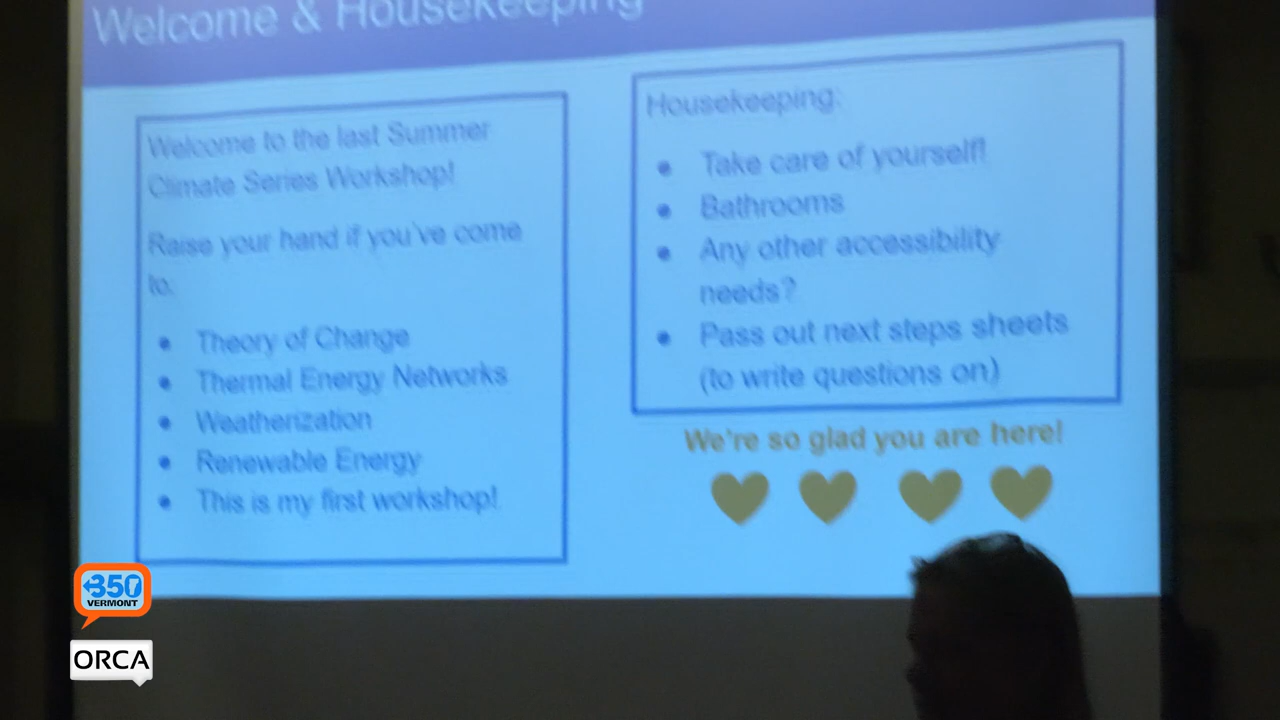 Welcome & Housekeeping
Welcome to the last Summer
Climate Series Workshop!
Raise your hand if you've come
to:
Theory of Change
Thermal Energy Networks
Weatherization
Renewable Energy
This is my first workshop!
Housekeeping:
Take care of yourself!
Bathrooms
Any other accessibility
needs?
Pass out next steps sheets
(to write questions on)
We're so glad you are here!
350
VERMONT
ORCA